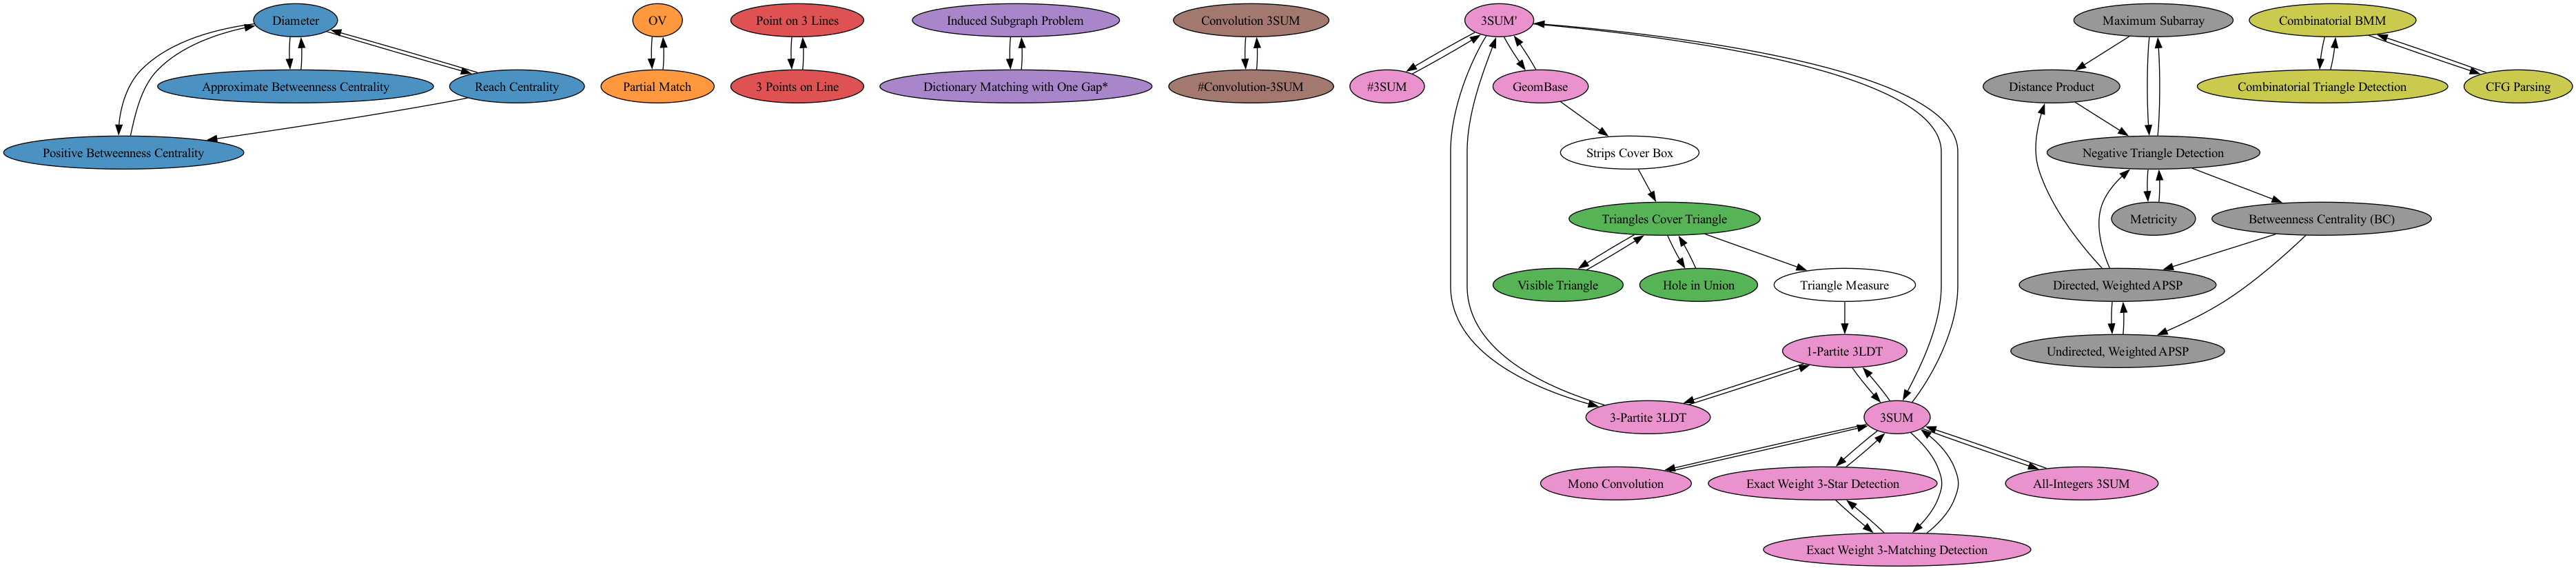 Diameter
OV
Point on 3 Lines
Induced Subgraph Problem
Convolution 3SUM
3SUM'
Maximum Subarray
Combinatorial BMM
Approximate Betweenness Centrality
Reach Centrality
Partial Match
3 Points on Line
Dictionary Matching with One Gap*
#Convolution-3SUM
#3SUM
GeomBase
Distance Product
Combinatorial Triangle Detection
CFG Parsing
Positive Betweenness Centrality
Strips Cover Box
Negative Triangle Detection
Triangles Cover Triangle
Metricity
Betweenness Centrality (BC)
Visible Triangle
Hole in Union
Triangle Measure
Directed, Weighted APSP
1-Partite 3LDT
Undirected, Weighted APSP
3-Partite 3LDT
3SUM
Mono Convolution
Exact Weight 3-Star Detection
All-Integers 3SUM
Exact Weight 3-Matching Detection